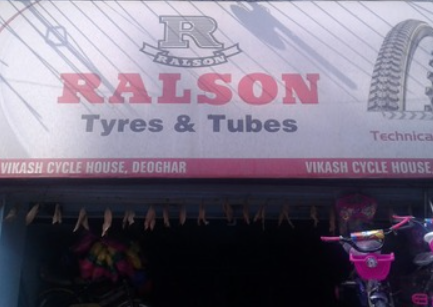 R
RALSON
RALSON
Tyres & Tubes
Technica
VIKASH CYCLE HOUSE, DEOGHAR
VIKASH CYCLE HOUSE,